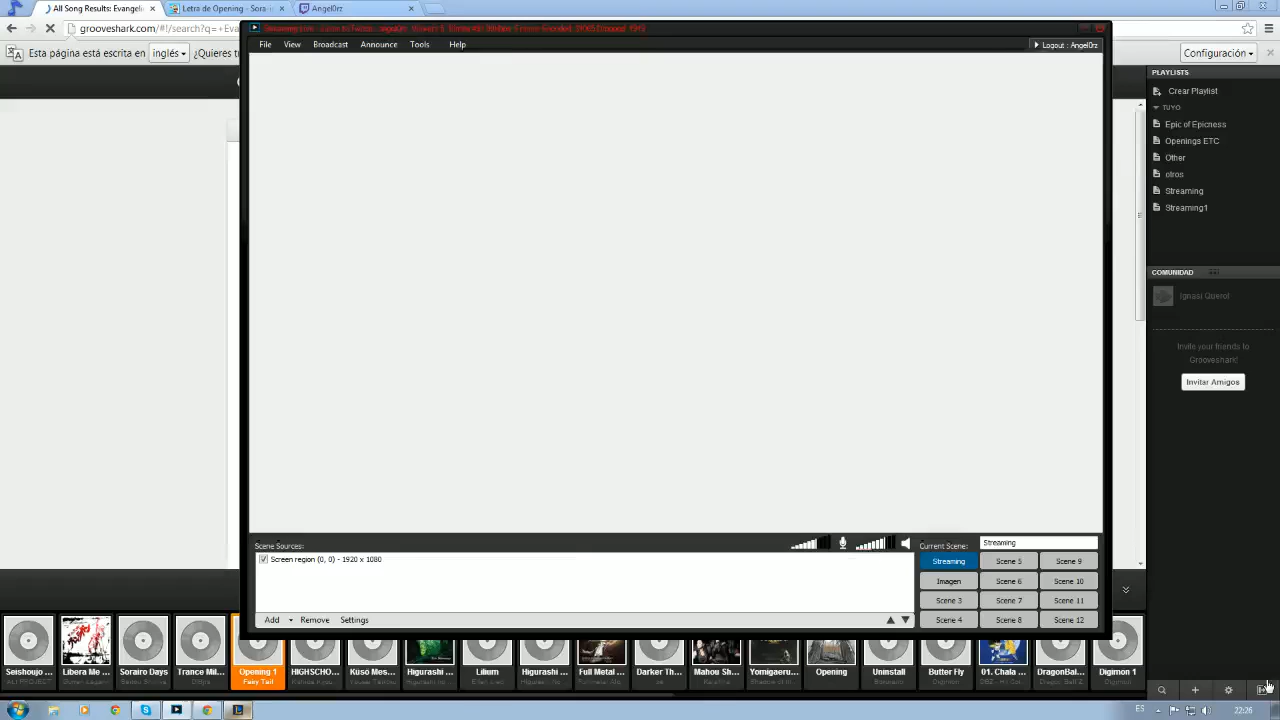 All Song Results: Evange
Letra de Opening - Sora-
Angel0rz
grooveshark.com/#!/search?q=
Esta página está escrita en
inglés
¿Quieres
Configuración
File View Broadcast Announce Tools Help
Logout : Angel0rz
PLAYLISTS
Crear Playlist
TUYO
Epic of Epicness
Openings ETC
Other
otros
Streaming
Streaming1
COMUNIDAD
Ignasi Querol
Invite your friends to
Grooveshark!
Invitar Amigos
Scene Sources:
Screen region (0, 0) - 1920 x 1080
Add Remove Settings
Current Scene: Streaming
Streaming Scene 5 Scene 9
Imagen Scene 6 Scene 10
Scene 3 Scene 7 Scene 11
Scene 4 Scene 8 Scene 12
Seishujo ... Libera Me ... Sorairo Days Trance Mil... Opening 1 HIGHSCHO... Kūsō Mes... Higurashi ... Lilium Higurashi ... Full Metal ... Darker Th... Mahou Sh... Yomigaeru... Opening Uninstall Butter Fly 01. Chala ... DragonBal... Digimon 1
Fairy Tail
ES 22:26